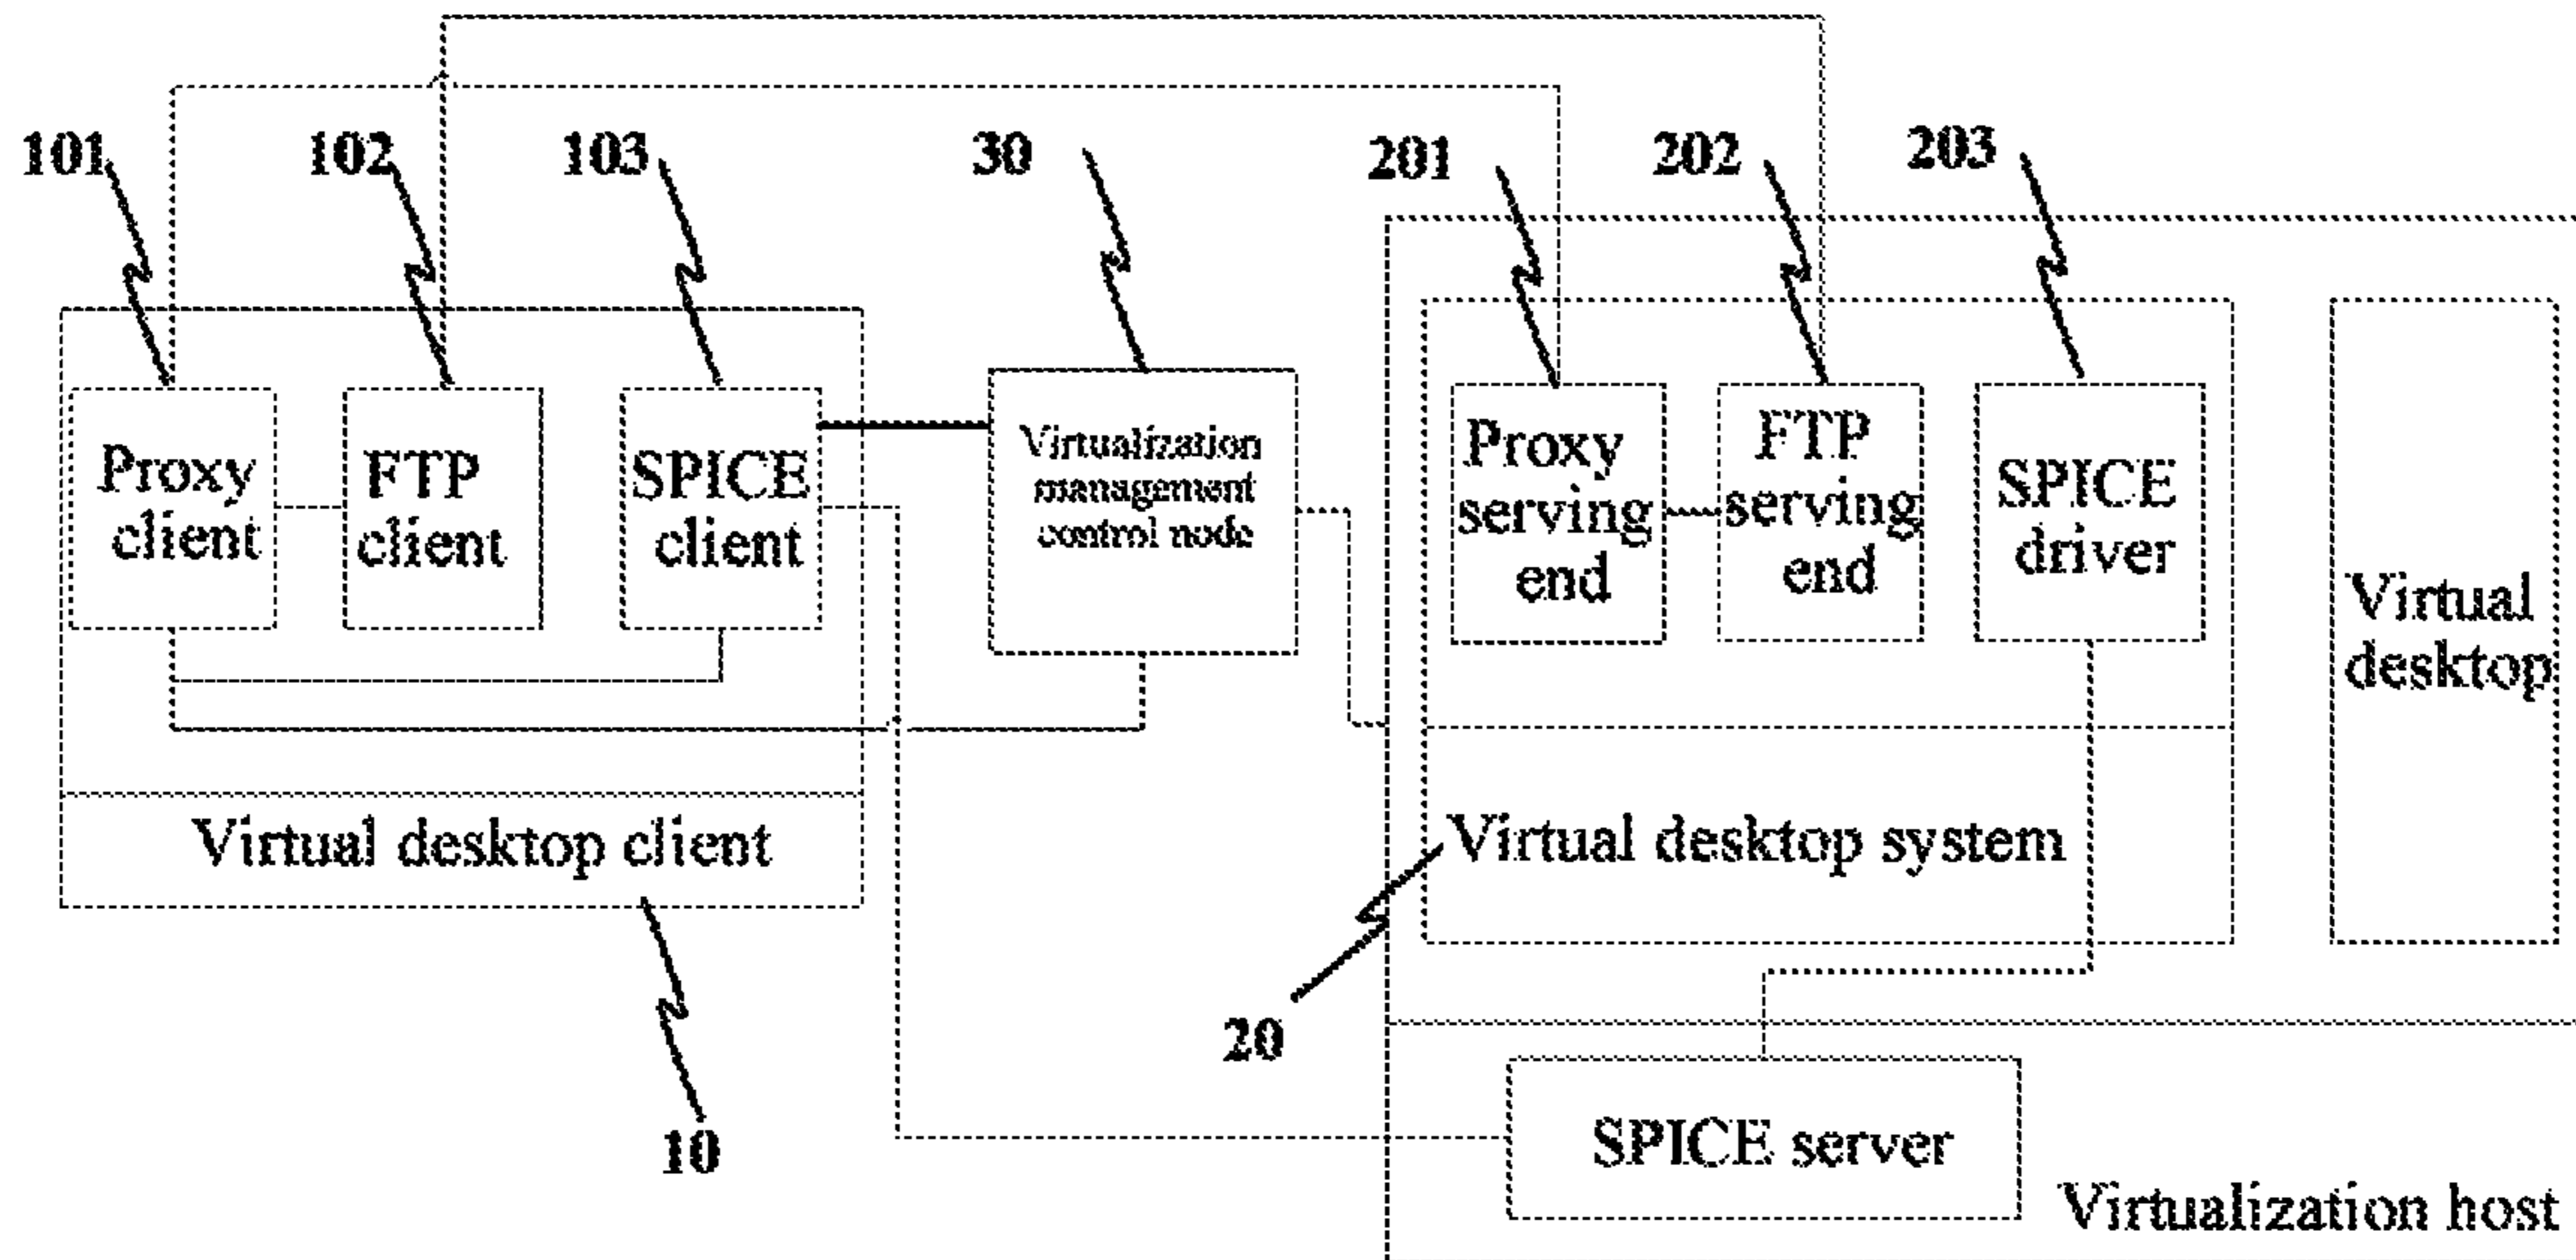 101
102
103
30
201
202
203
Proxy
client
FTP
client
SPICE
client
Virtualization
management
control node
Proxy
serving
end
FTP
serving
end
SPICE
driver
Virtual
desktop
Virtual desktop client
Virtual desktop system
10
20
SPICE server
Virtualization host